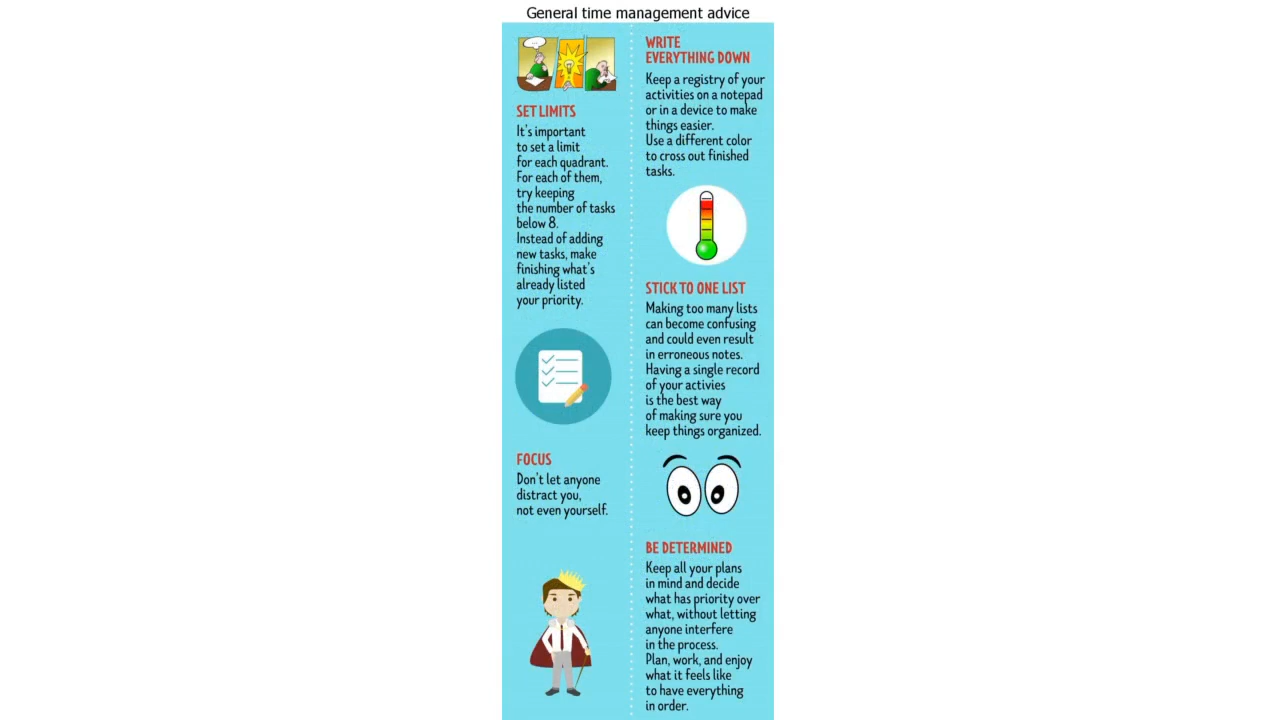 General time management advice
SET LIMITS
It's important
to set a limit
for each quadrant.
For each of them,
try keeping
the number of tasks
below 8.
Instead of adding
new tasks, make
finishing what's
already listed
your priority.
FOCUS
Don't let anyone
distract you,
not even yourself.
WRITE
EVERYTHING DOWN
Keep a registry of your
activities on a notepad
or in a device to make
things easier.
Use a different color
to cross out finished
tasks.
STICK TO ONE LIST
Making too many lists
can become confusing
and could even result
in erroneous notes.
Having a single record
of your activies
is the best way
of making sure you
keep things organized.
BE DETERMINED
Keep all your plans
in mind and decide
what has priority over
what, without letting
anyone interfere
in the process.
Plan, work, and enjoy
what it feels like
to have everything
in order.